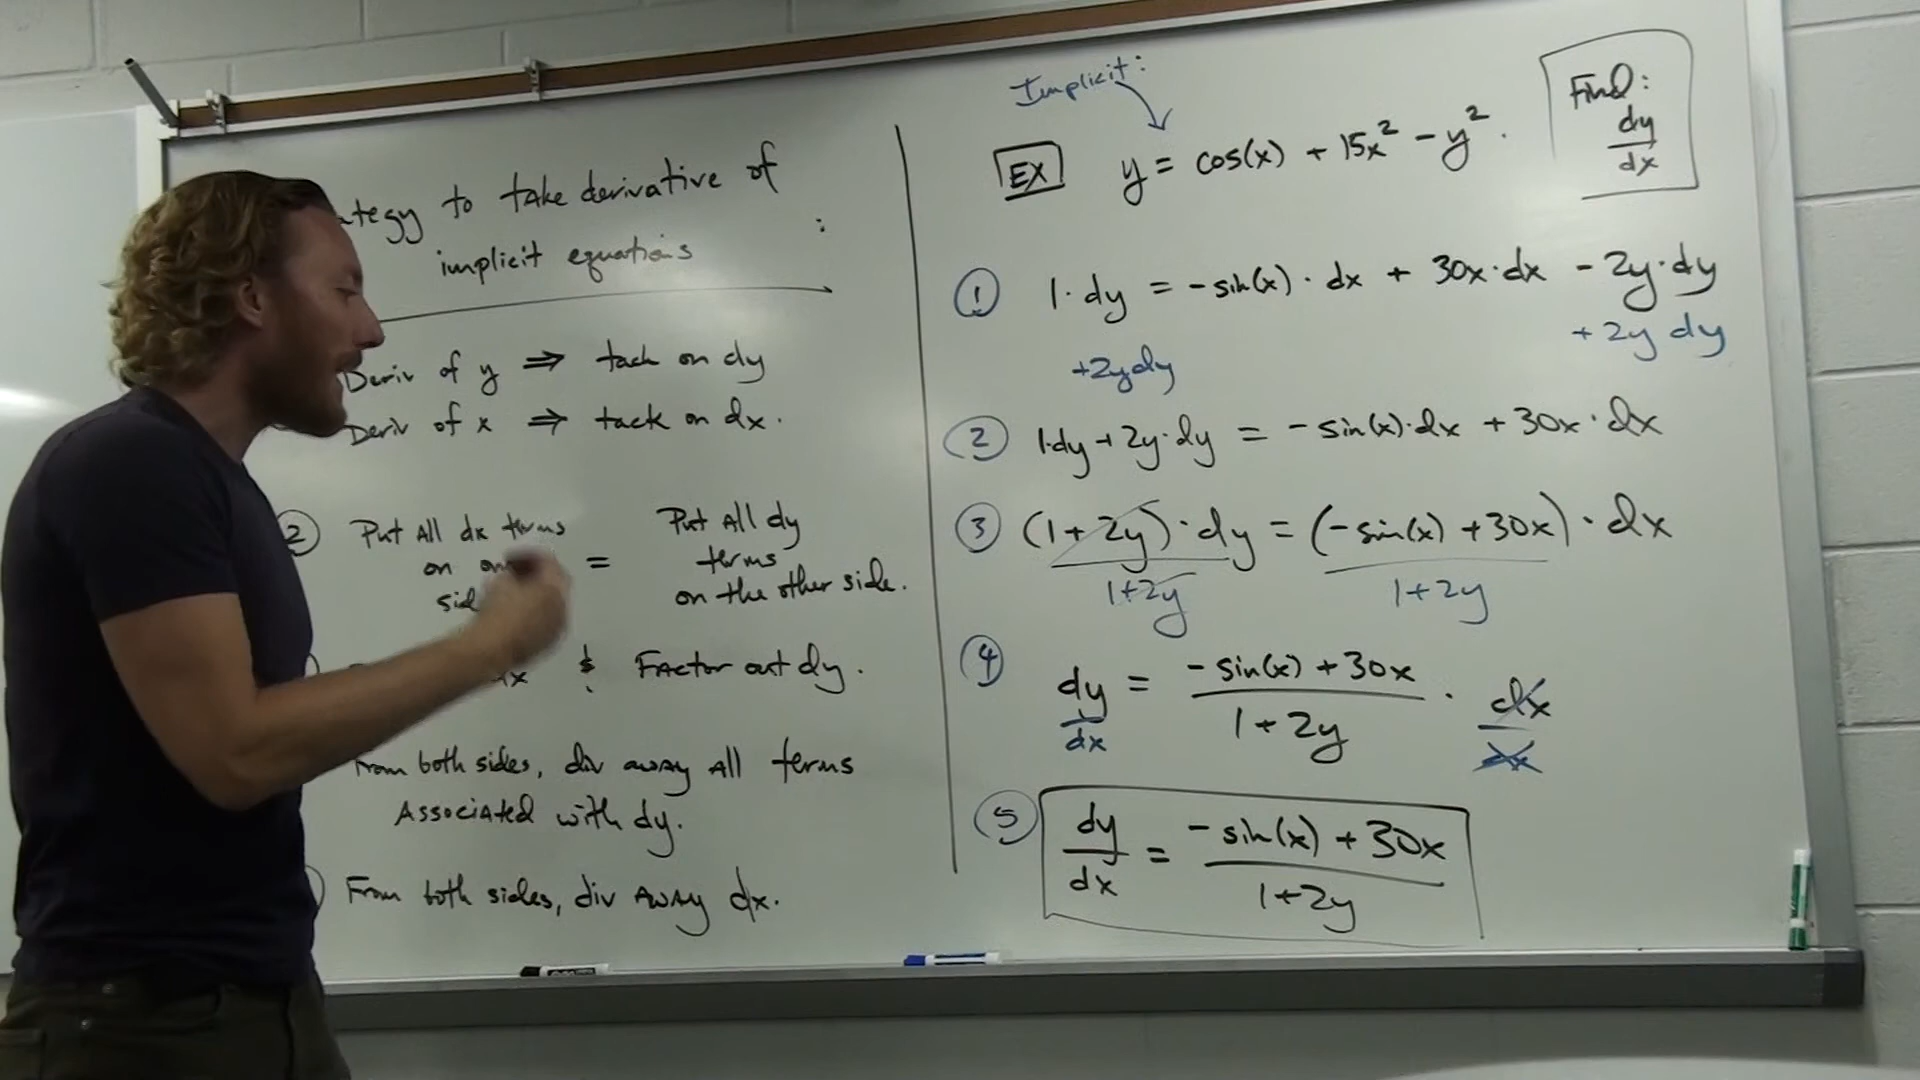 ategy to take derivative of
implicit equations :
Deriv of y ⇒ tack on dy
Deriv of x ⇒ tack on dx.
2 Put All dx terms
on
sid
=
Put All dy
terms
on the other side.
dx & Factor out dy.
From both sides, div away All terms
Associated with dy.
From both sides, div Away dx.
Implicit:
EX y = cos(x) + 15x² - y².
Find:
dy/dx
1 1·dy = -sin(x)·dx + 30x·dx - 2y·dy
+2ydy + 2y dy
2 1·dy + 2y·dy = -sin(x)·dx + 30x·dx
3 (1+2y)·dy = (-sin(x) + 30x)·dx
1+2y 1+2y
4 dy/dx = (-sin(x) + 30x)/(1+2y) · dx/dx
5 dy/dx = (-sin(x) + 30x)/(1+2y)